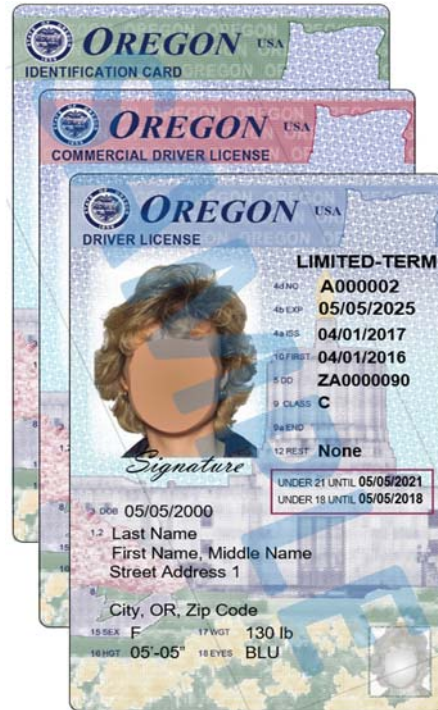 OREGON USA
IDENTIFICATION CARD
OREGON USA
COMMERCIAL DRIVER LICENSE
OREGON USA
DRIVER LICENSE
LIMITED-TERM
4d NO A000002
4b EXP 05/05/2025
4a ISS 04/01/2017
10 FIRST 04/01/2016
5 DD ZA0000090
9 CLASS C
9a END
12 REST None
Signature
UNDER 21 UNTIL 05/05/2021
UNDER 18 UNTIL 05/05/2018
3 DOB 05/05/2000
1,2 Last Name
First Name, Middle Name
Street Address 1
City, OR, Zip Code
15 SEX F 17 WGT 130 lb
16 HGT 05'-05" 18 EYES BLU
SAMPLE